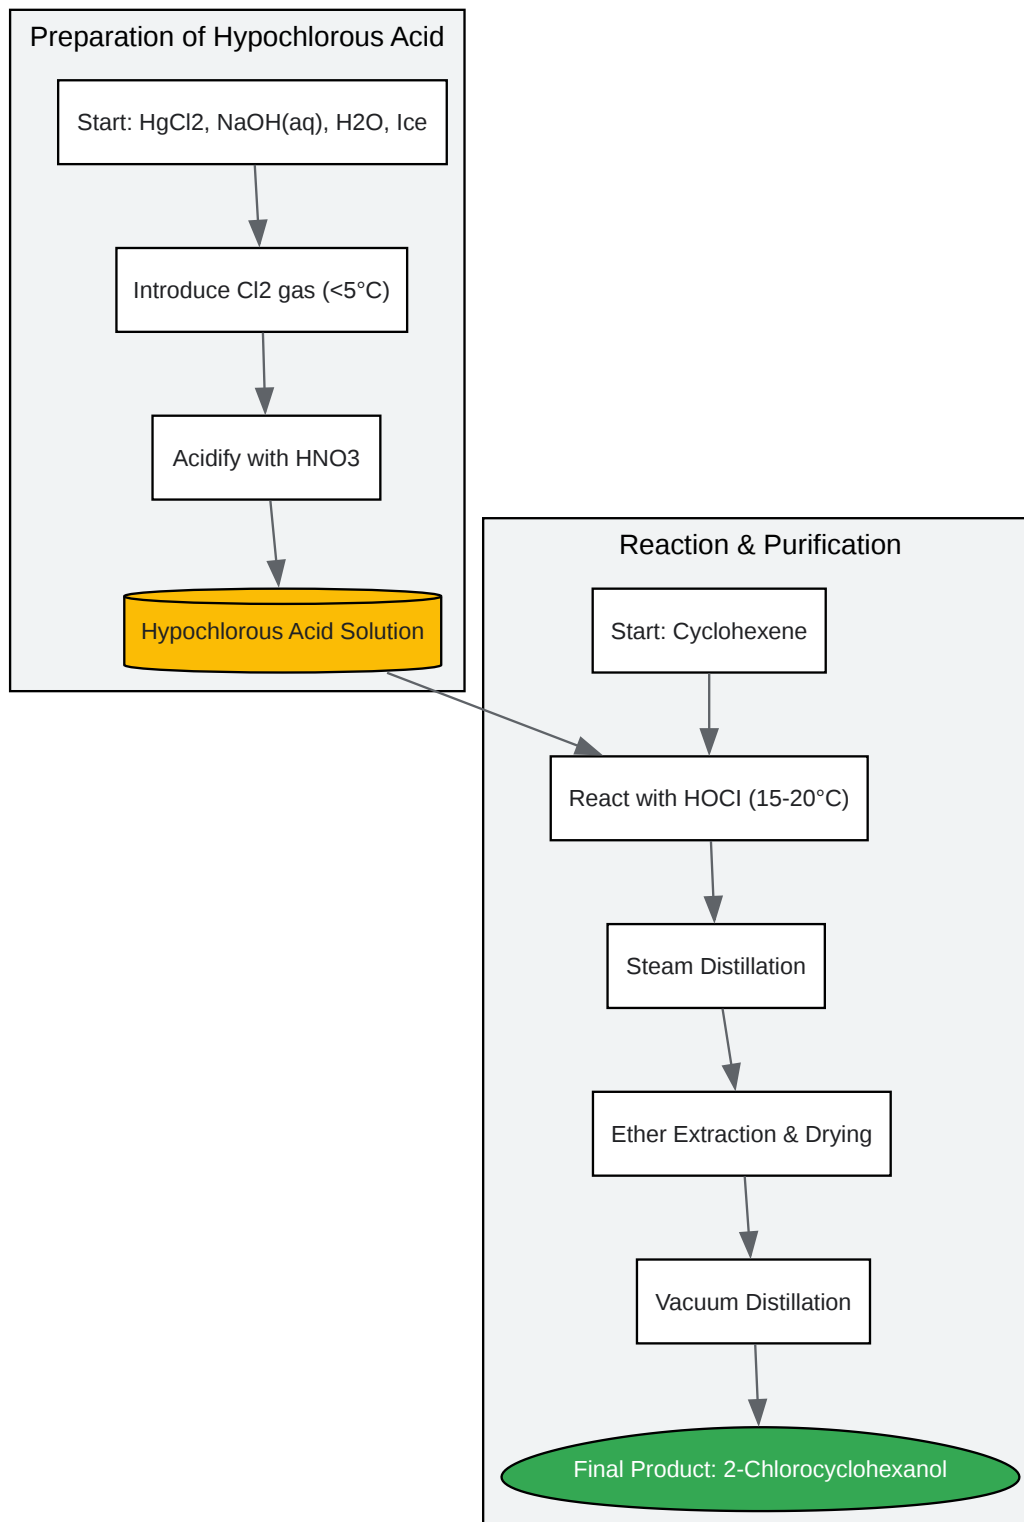 Preparation of Hypochlorous Acid
Start: HgCl2, NaOH(aq), H2O, Ice
Introduce Cl2 gas (<5°C)
Acidify with HNO3
Hypochlorous Acid Solution
Reaction & Purification
Start: Cyclohexene
React with HOCl (15-20°C)
Steam Distillation
Ether Extraction & Drying
Vacuum Distillation
Final Product: 2-Chlorocyclohexanol